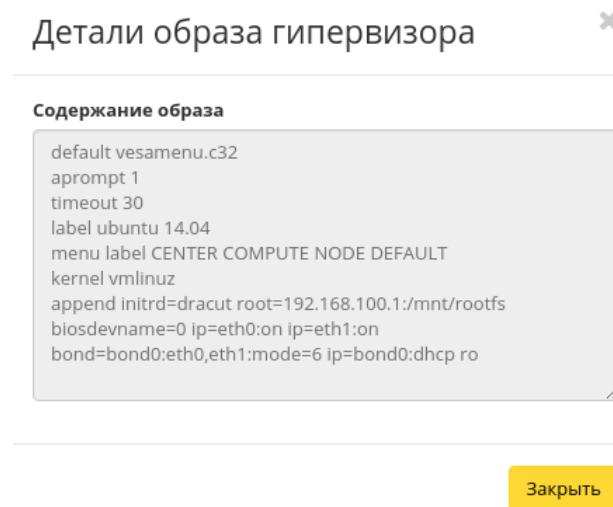 Детали образа гипервизора
Содержание образа
default vesamenu.c32
aprompt 1
timeout 30
label ubuntu 14.04
menu label CENTER COMPUTE NODE DEFAULT
kernel vmlinuz
append initrd=dracut root=192.168.100.1:/mnt/rootfs
biosdevname=0 ip=eth0:on ip=eth1:on
bond=bond0:eth0,eth1:mode=6 ip=bond0:dhcp ro
Закрыть